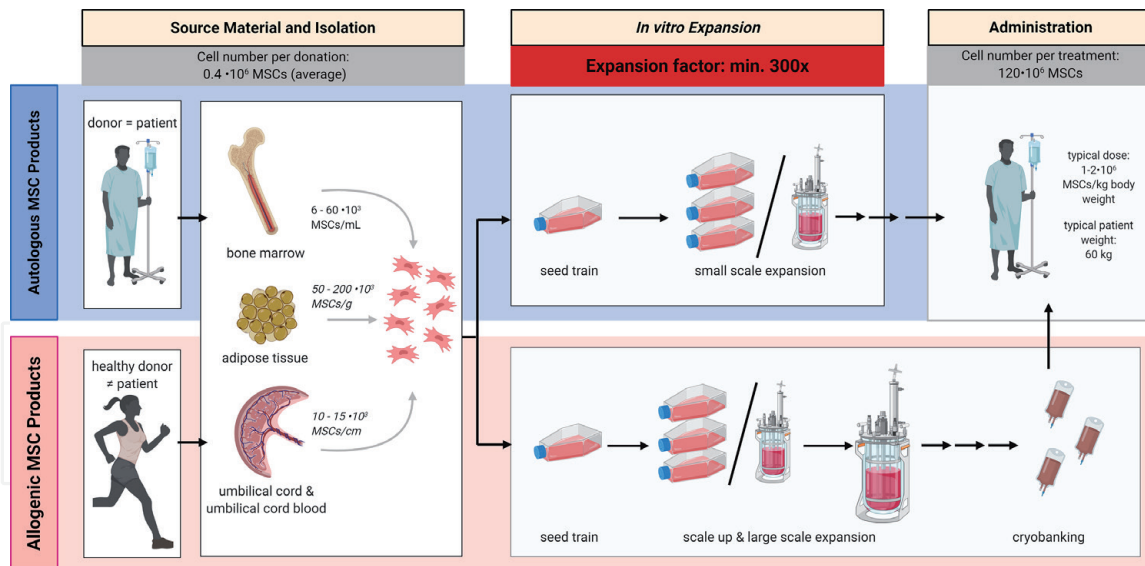 Source Material and Isolation
In vitro Expansion
Administration
Cell number per donation:
0.4 •10⁶ MSCs (average)
Expansion factor: min. 300x
Cell number per treatment:
120•10⁶ MSCs
Autologous MSC Products
donor = patient
6 - 60 •10³
MSCs/mL
bone marrow
50 - 200 •10³
MSCs/g
adipose tissue
seed train
small scale expansion
typical dose:
1-2•10⁶
MSCs/kg body
weight
typical patient
weight:
60 kg
Allogenic MSC Products
healthy donor
≠ patient
10 - 15 •10³
MSCs/cm
umbilical cord &
umbilical cord blood
seed train
scale up & large scale expansion
cryobanking